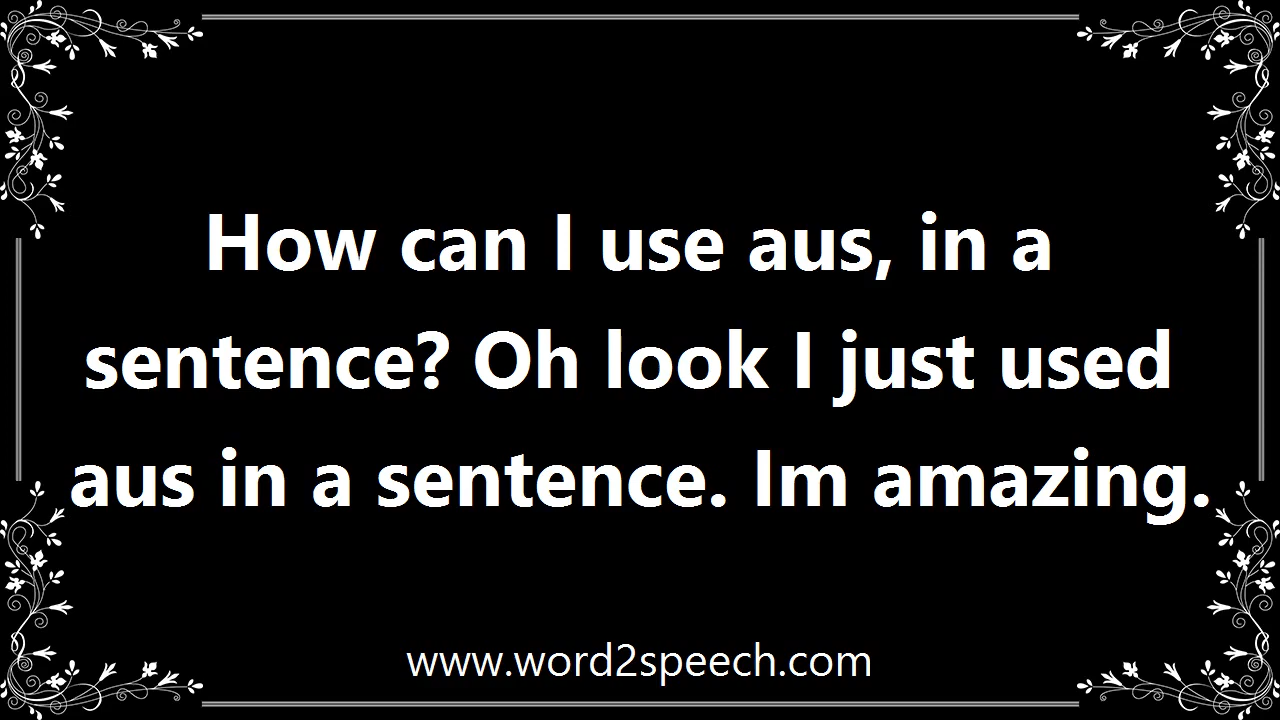 How can I use aus, in a
sentence? Oh look I just used
aus in a sentence. Im amazing.
www.word2speech.com